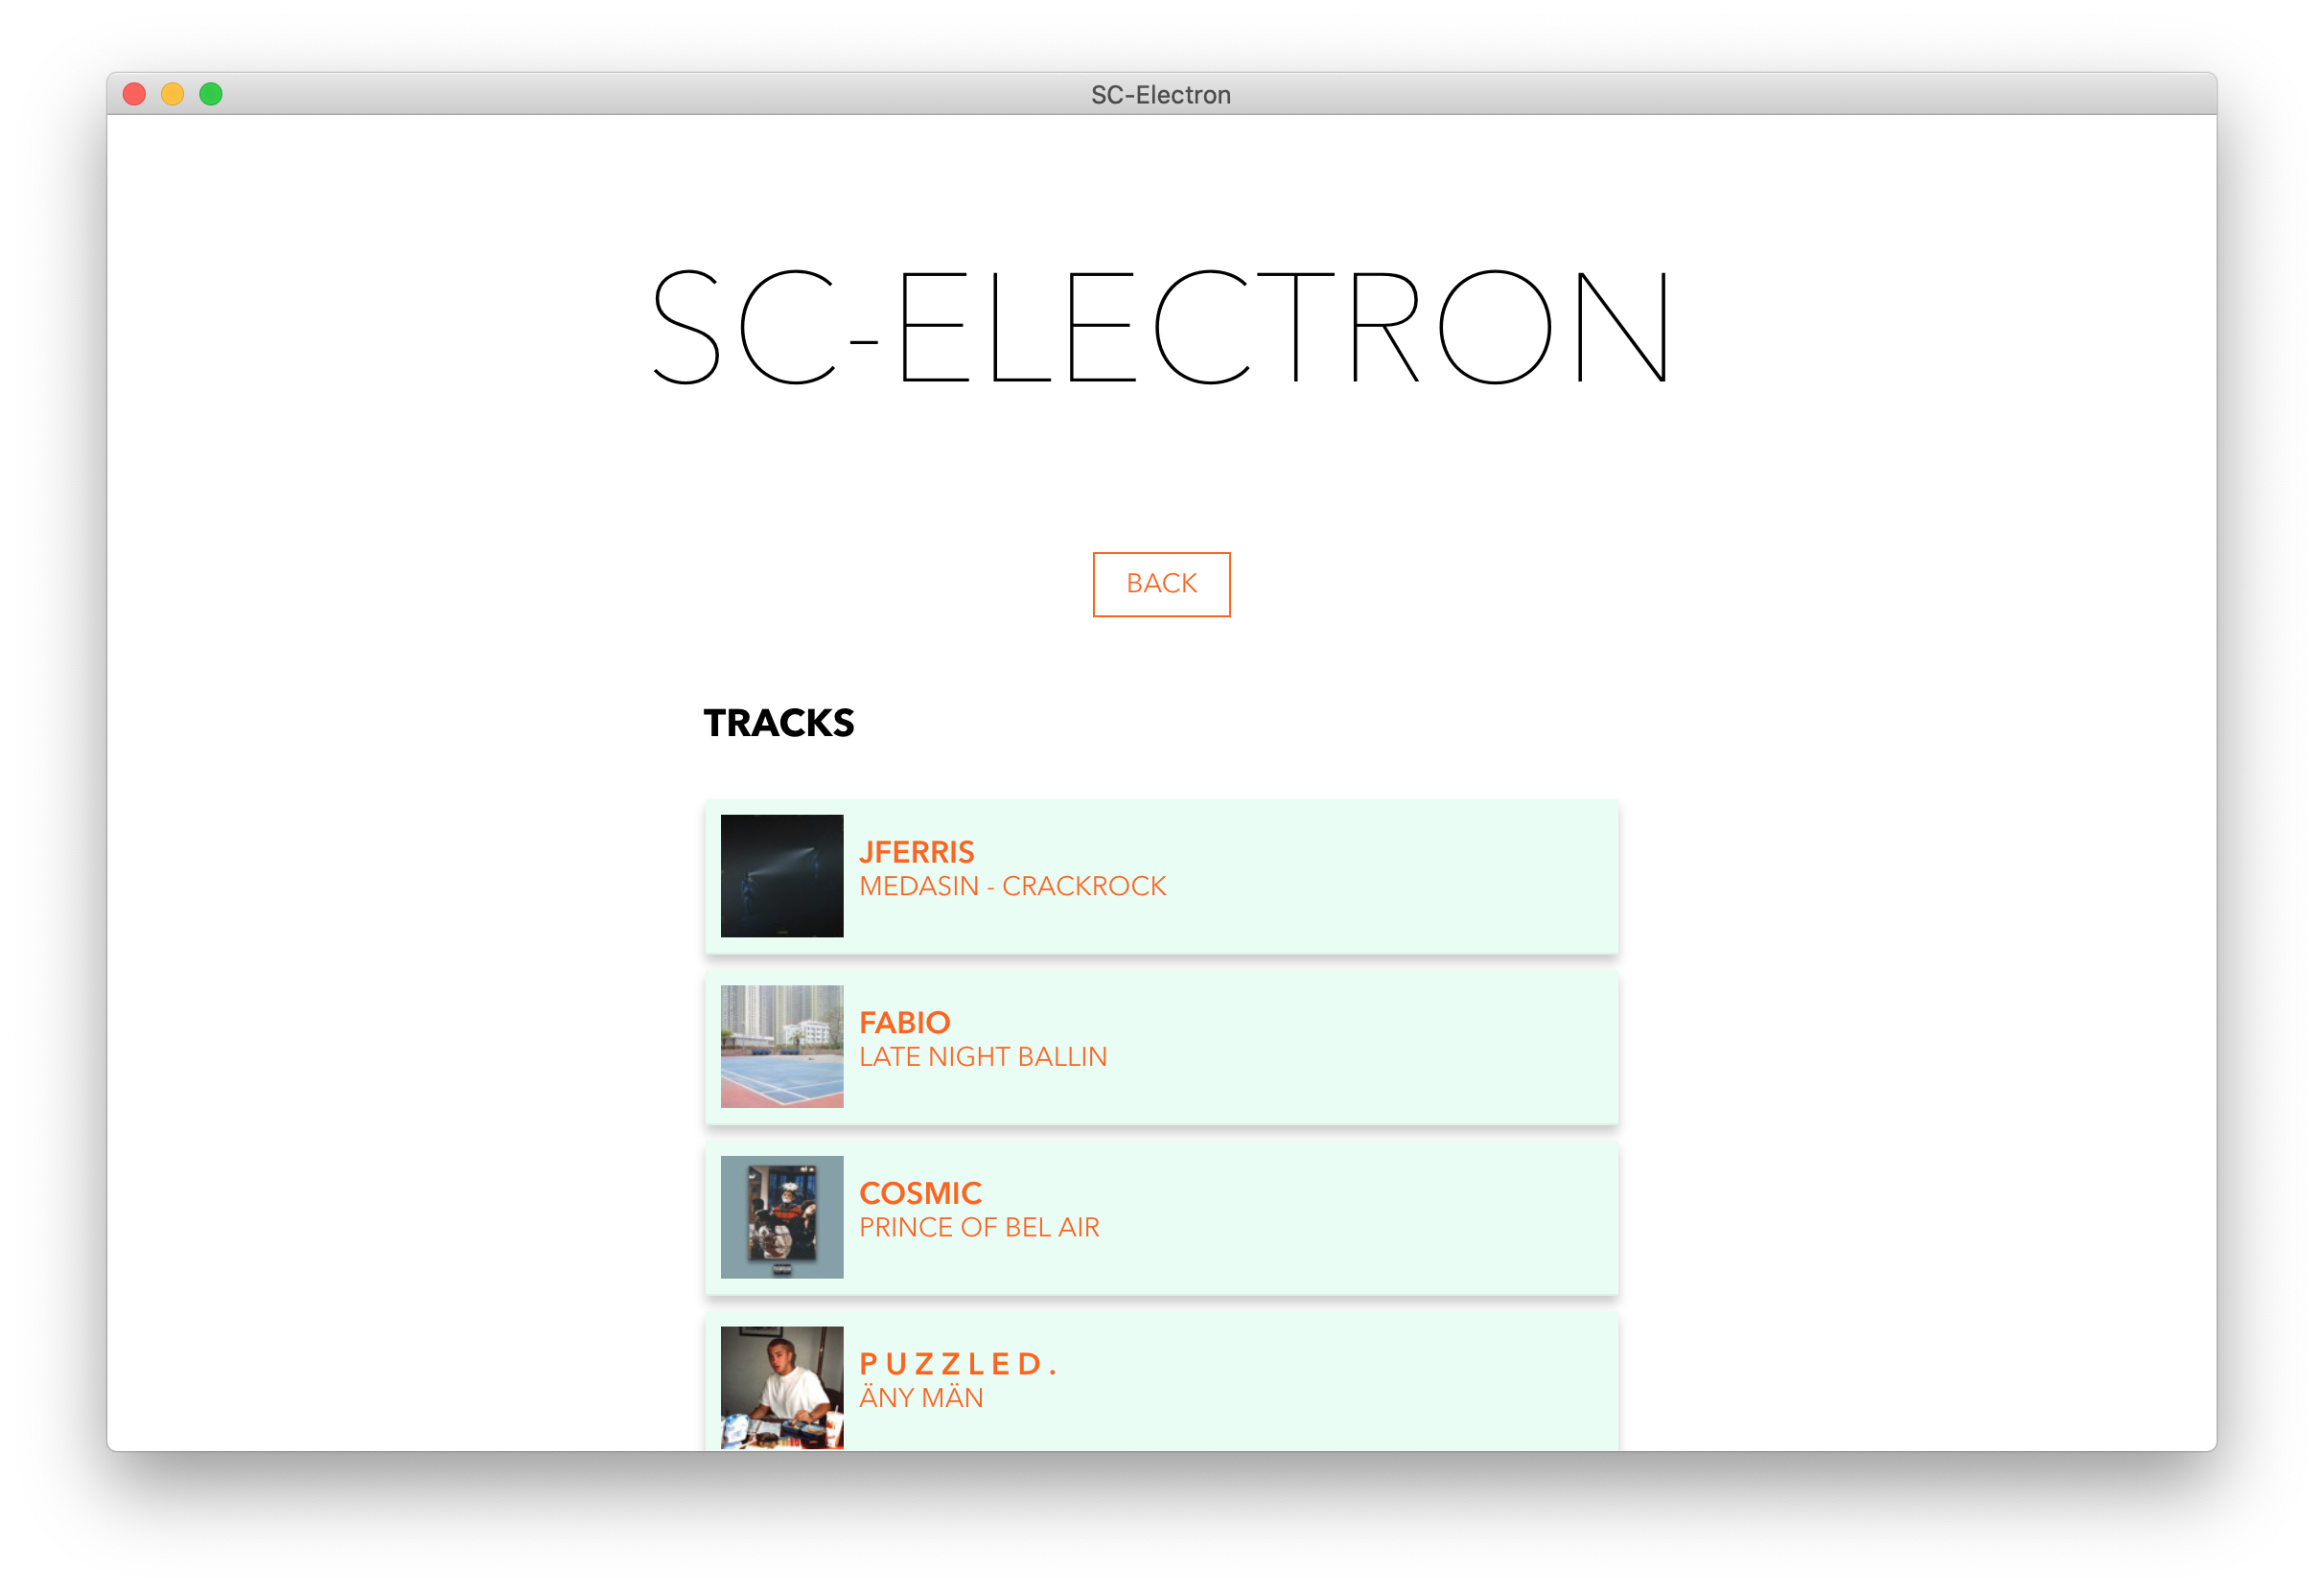 SC-Electron
SC-ELECTRON
BACK
TRACKS
JFERRIS
MEDASIN - CRACKROCK
FABIO
LATE NIGHT BALLIN
COSMIC
PRINCE OF BEL AIR
P U Z Z L E D .
ÄNY MÄN